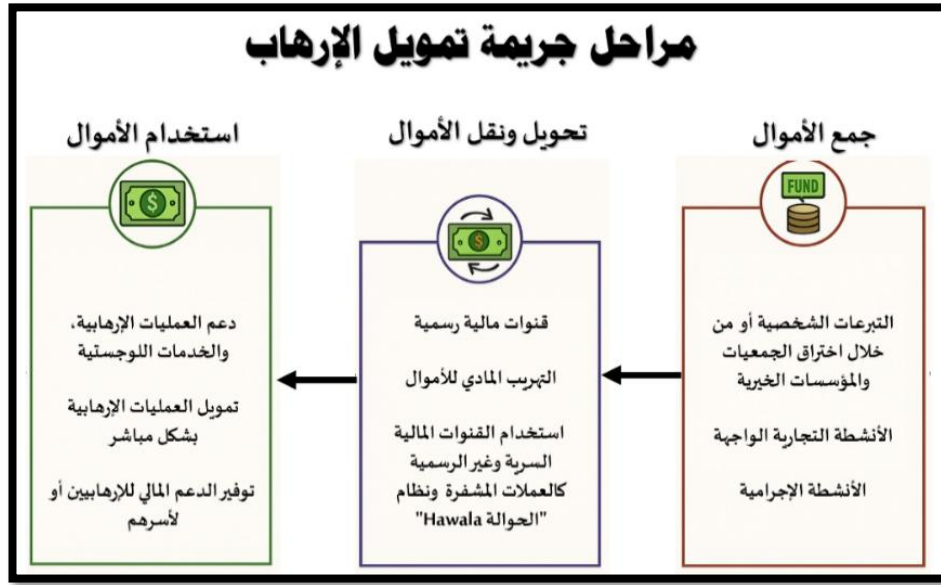 مراحل جريمة تمويل الإرهاب
جمع الأموال
FUND
التبرعات الشخصية أو من
خلال اختراق الجمعيات
والمؤسسات الخيرية
الأنشطة التجارية الواجهة
الأنشطة الإجرامية
تحويل ونقل الأموال
$
قنوات مالية رسمية
التهريب المادي للأموال
استخدام القنوات المالية
السرية وغير الرسمية
كالعملات المشفرة ونظام
"الحوالة Hawala"
استخدام الأموال
$
دعم العمليات الإرهابية،
والخدمات اللوجستية
تمويل العمليات الإرهابية
بشكل مباشر
توفير الدعم المالي للإرهابيين أو
لأسرهم